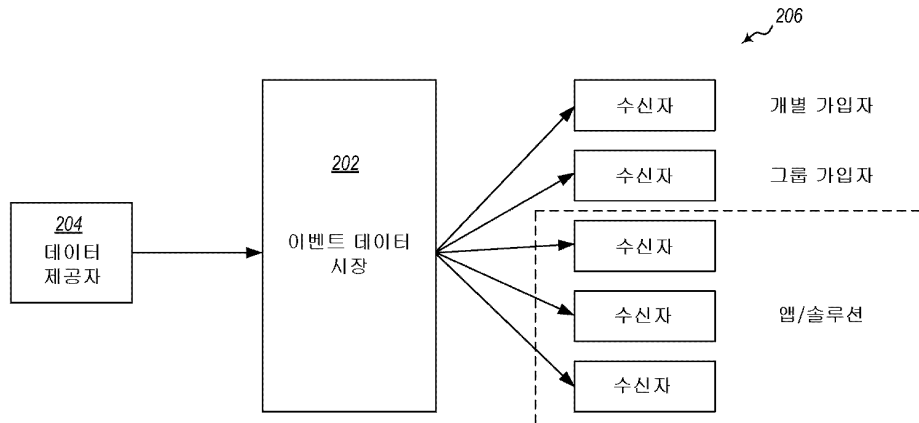 206
수신자 개별 가입자
202
수신자 그룹 가입자
204
데이터
제공자
이벤트 데이터
시장
수신자
수신자 앱/솔루션
수신자